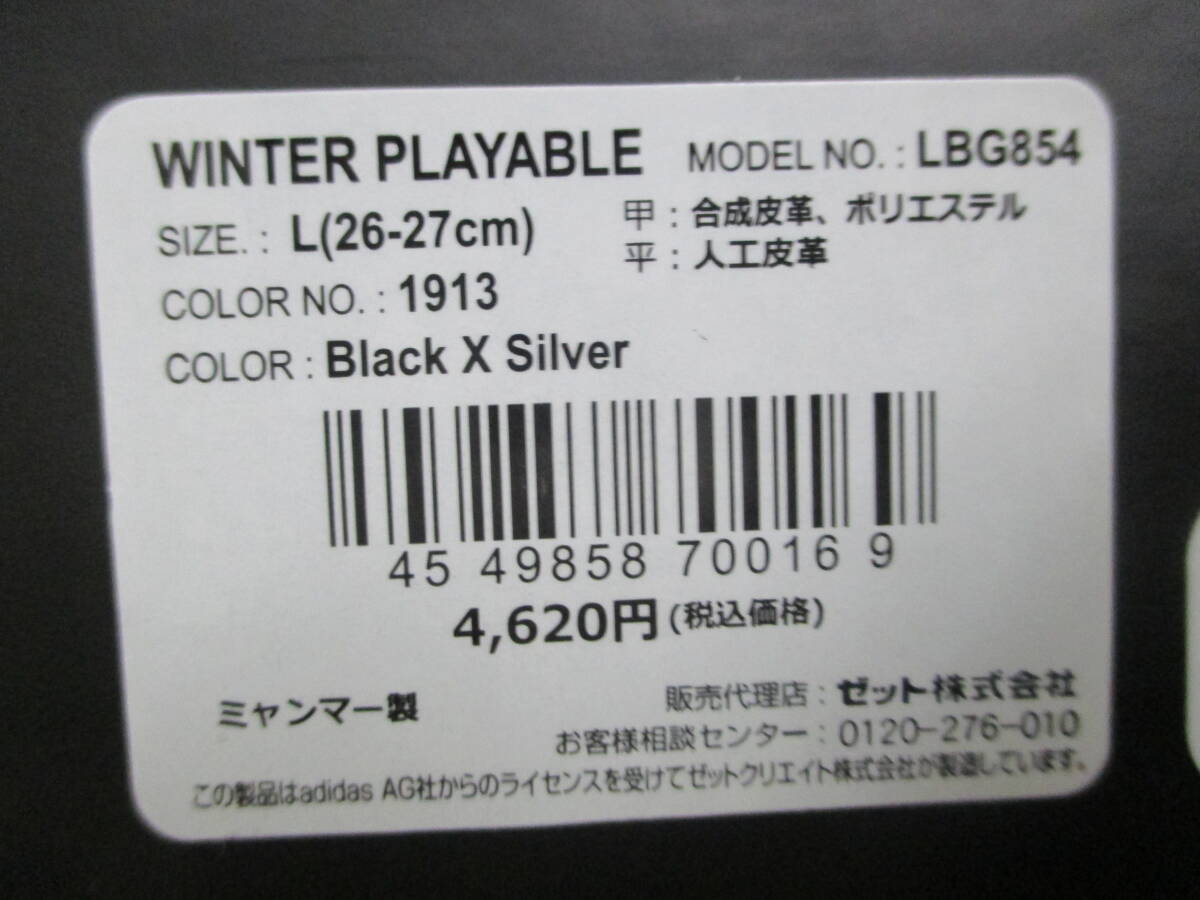 WINTER PLAYABLE MODEL NO. : LBG854
SIZE. : L(26-27cm) 甲 : 合成皮革、ポリエステル
平 : 人工皮革
COLOR NO. : 1913
COLOR : Black X Silver
45 49858 70016 9
4,620円(税込価格)
ミャンマー製
販売代理店 : ゼット株式会社
お客様相談センター : 0120-276-010
この製品はadidas AG社からのライセンスを受けてゼットクリエイト株式会社が製造しています。